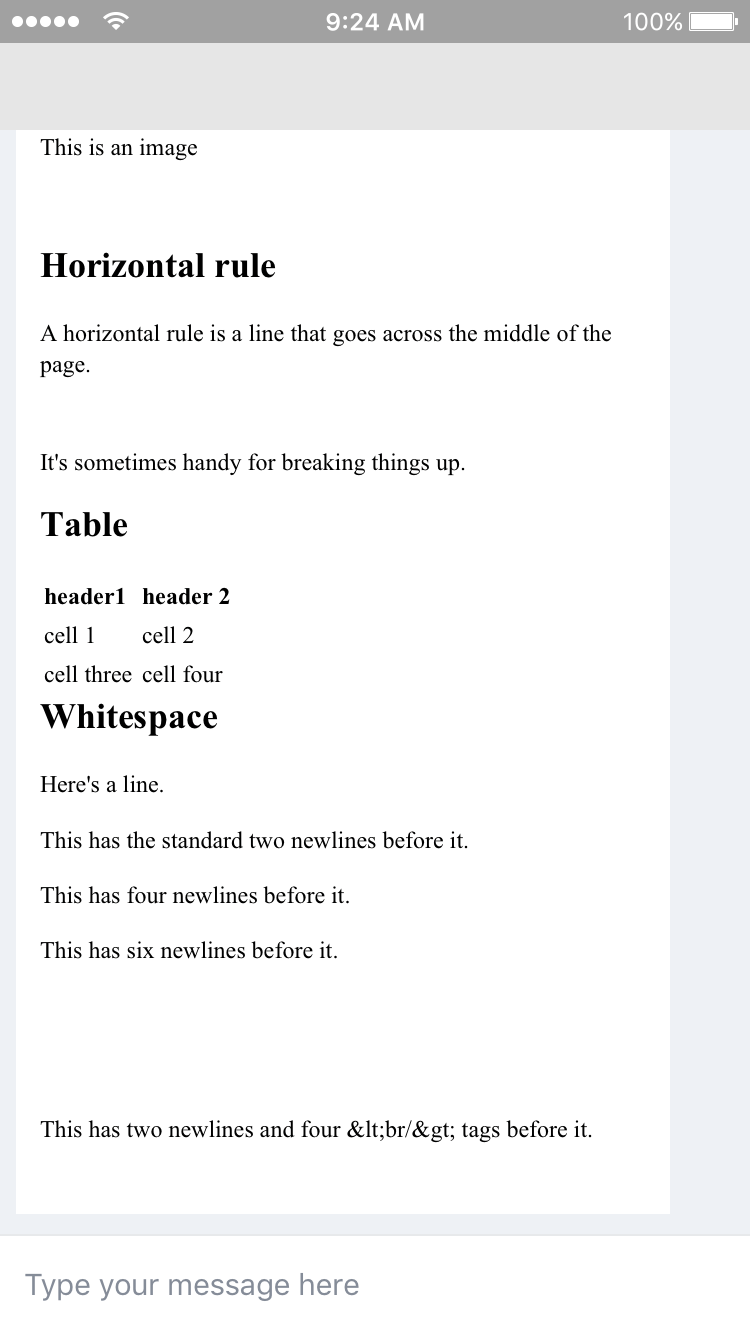 9:24 AM
100%
This is an image
Horizontal rule
A horizontal rule is a line that goes across the middle of the
page.
It's sometimes handy for breaking things up.
Table
header1 header 2
cell 1 cell 2
cell three cell four
Whitespace
Here's a line.
This has the standard two newlines before it.
This has four newlines before it.
This has six newlines before it.
This has two newlines and four &lt;br/&gt; tags before it.
Type your message here